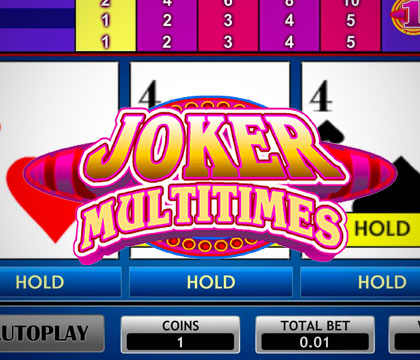 2 4 6 8 10
1 2 3 4 5
1 2 3 4 5
1
4 4
JOKER
MULTITIMES
HOLD
HOLD HOLD HOLD
AUTOPLAY
COINS
1
TOTAL BET
0.01